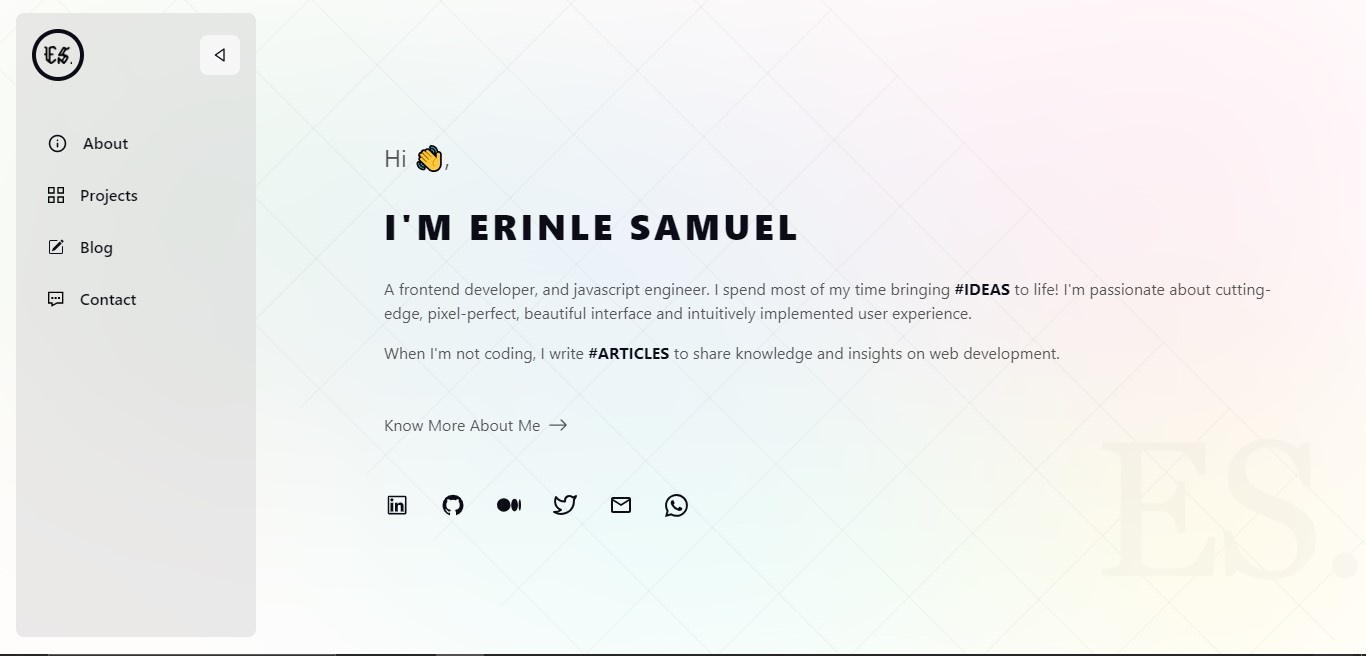 ES.
About
Projects
Blog
Contact
Hi 👋,
I'M ERINLE SAMUEL
A frontend developer, and javascript engineer. I spend most of my time bringing #IDEAS to life! I'm passionate about cutting-
edge, pixel-perfect, beautiful interface and intuitively implemented user experience.
When I'm not coding, I write #ARTICLES to share knowledge and insights on web development.
Know More About Me
in
ES.